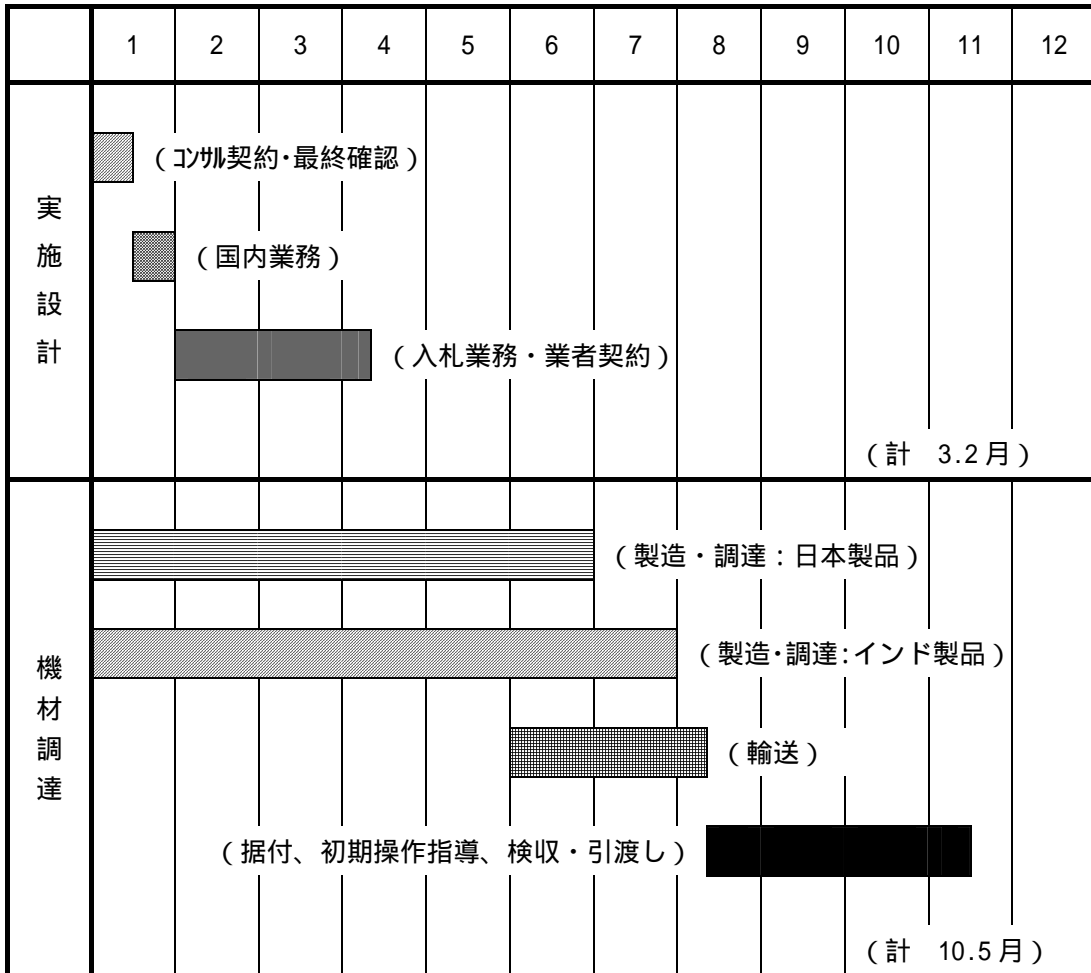 1 2 3 4 5 6 7 8 9 10 11 12
実施設計
(コンサル契約・最終確認)
(国内業務)
(入札業務・業者契約)
(計 3.2月)
機材調達
(製造・調達:日本製品)
(製造・調達:インド製品)
(輸送)
(据付、初期操作指導、検収・引渡し)
(計 10.5月)